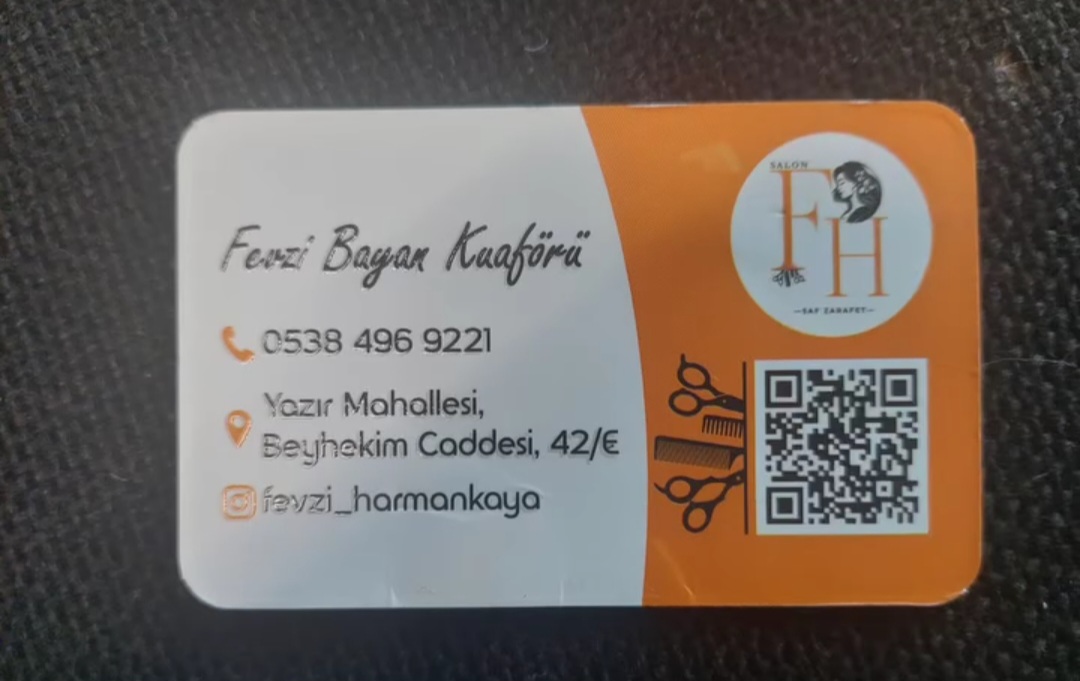 Fevzi Bayan Kuaförü
0538 496 9221
Yazır Mahallesi,
Beyhekim Caddesi, 42/E
fevzi_harmankaya
SALON
FH
—SAF ZARAFET—